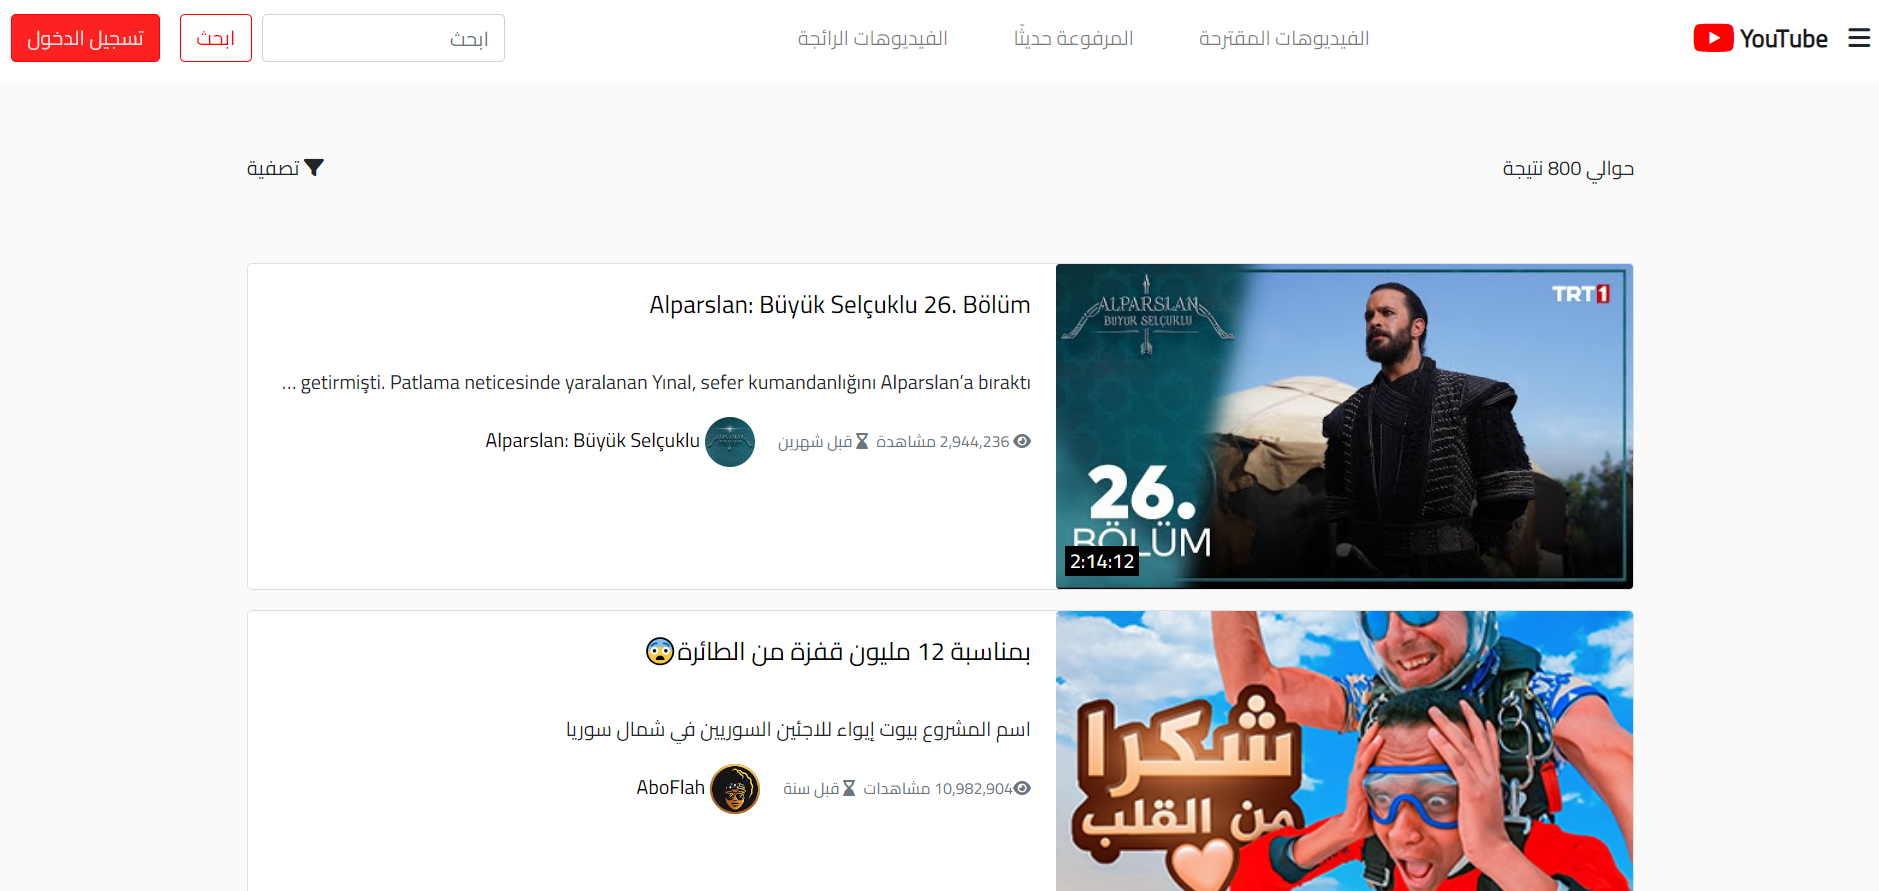 YouTube
الفيديوهات المقترحة
المرفوعة حديثًا
الفيديوهات الرائجة
ابحث
ابحث
تسجيل الدخول
حوالي 800 نتيجة
تصفية
ALPARSLAN
BÜYÜK SELÇUKLU
TRT1
26.
BÖLÜM
2:14:12
Alparslan: Büyük Selçuklu 26. Bölüm
... getirmişti. Patlama neticesinde yaralanan Yınal, sefer kumandanlığını Alparslan’a bıraktı
2,944,236 مشاهدة
قبل شهرين
Alparslan: Büyük Selçuklu
شكرا
من القلب
بمناسبة 12 مليون قفزة من الطائرة😨
اسم المشروع بيوت إيواء للاجئين السوريين في شمال سوريا
10,982,904 مشاهدات
قبل سنة
AboFlah